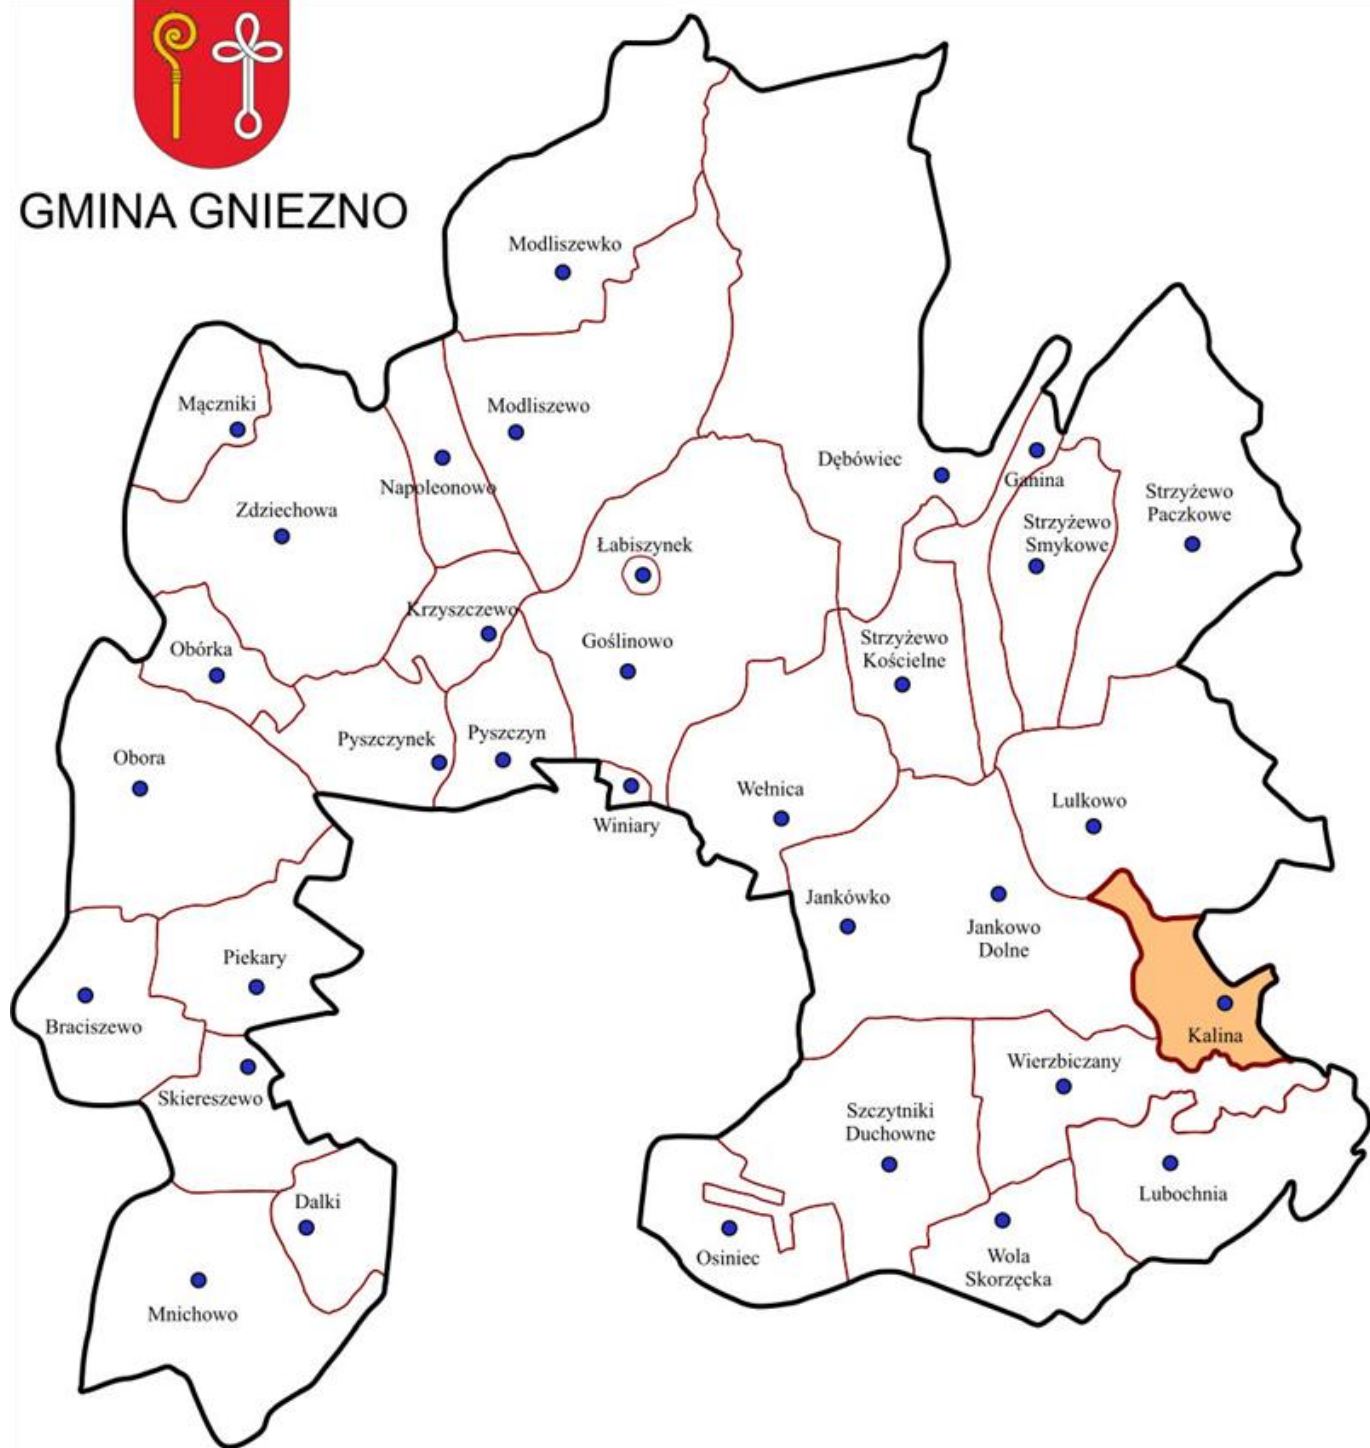 GMINA GNIEZNO
Modliszewko
Mączniki
Modliszewo
Dębówiec
Napoleonowo
Ganina
Strzyżewo
Paczkowe
Zdziechowa
Strzyżewo
Smykowe
Łabiszynek
Krzyszczewo
Obórka
Goślinowo
Strzyżewo
Kościelne
Pyszczynek
Pyszczyn
Obora
Winiary
Wełnica
Lulkowo
Jankówko
Jankowo
Dolne
Piekary
Braciszewo
Kalina
Skiereszewo
Wierzbiczany
Szczytniki
Duchowne
Dalki
Lubochnia
Osiniec
Wola
Skorzęcka
Mnichowo